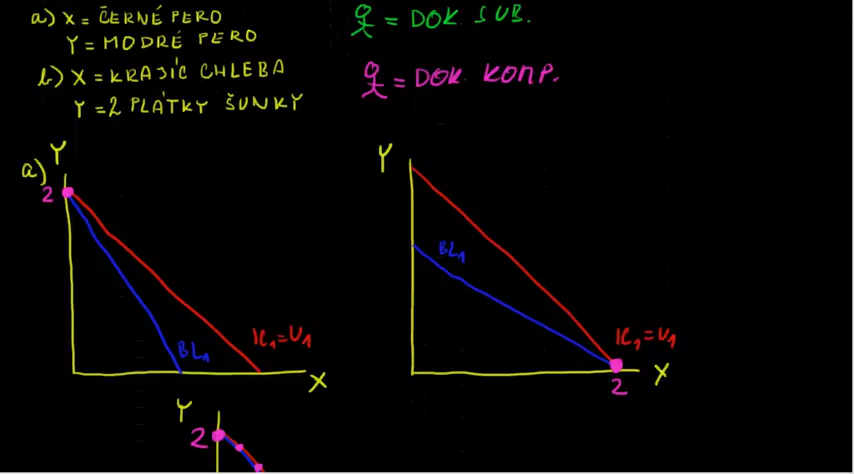 a) X = ČERNÉ PERO
Y = MODRÉ PERO
b) X = KRAJÍC CHLEBA
Y = 2 PLÁTKY ŠUNKY
= DOK SUB.
= DOK. KOMP.
a)
Y
2
BL₁
IC₁=U₁
X
Y
BL₁
IC₁=U₁
X
2
Y
2